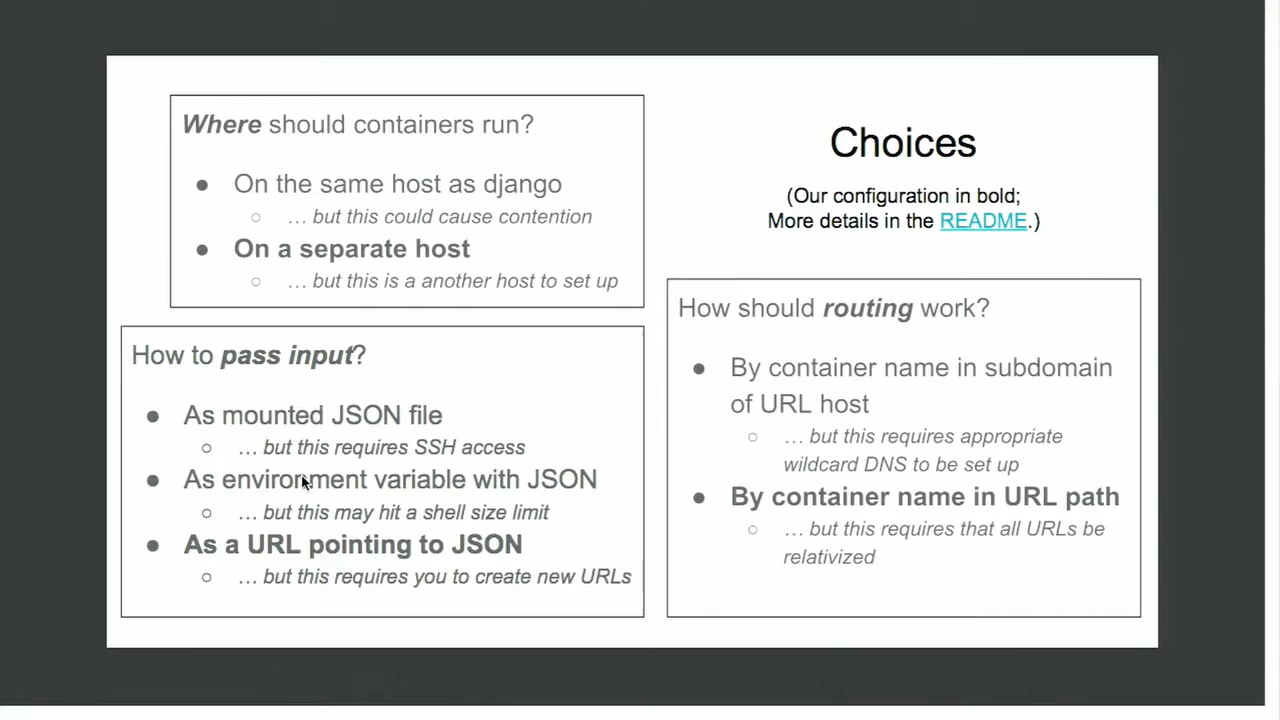 Where should containers run?
● On the same host as django
○ … but this could cause contention
● On a separate host
○ … but this is a another host to set up
Choices
(Our configuration in bold;
More details in the README.)
How to pass input?
● As mounted JSON file
○ … but this requires SSH access
● As environment variable with JSON
○ … but this may hit a shell size limit
● As a URL pointing to JSON
○ … but this requires you to create new URLs
How should routing work?
● By container name in subdomain
of URL host
○ … but this requires appropriate
wildcard DNS to be set up
● By container name in URL path
○ … but this requires that all URLs be
relativized